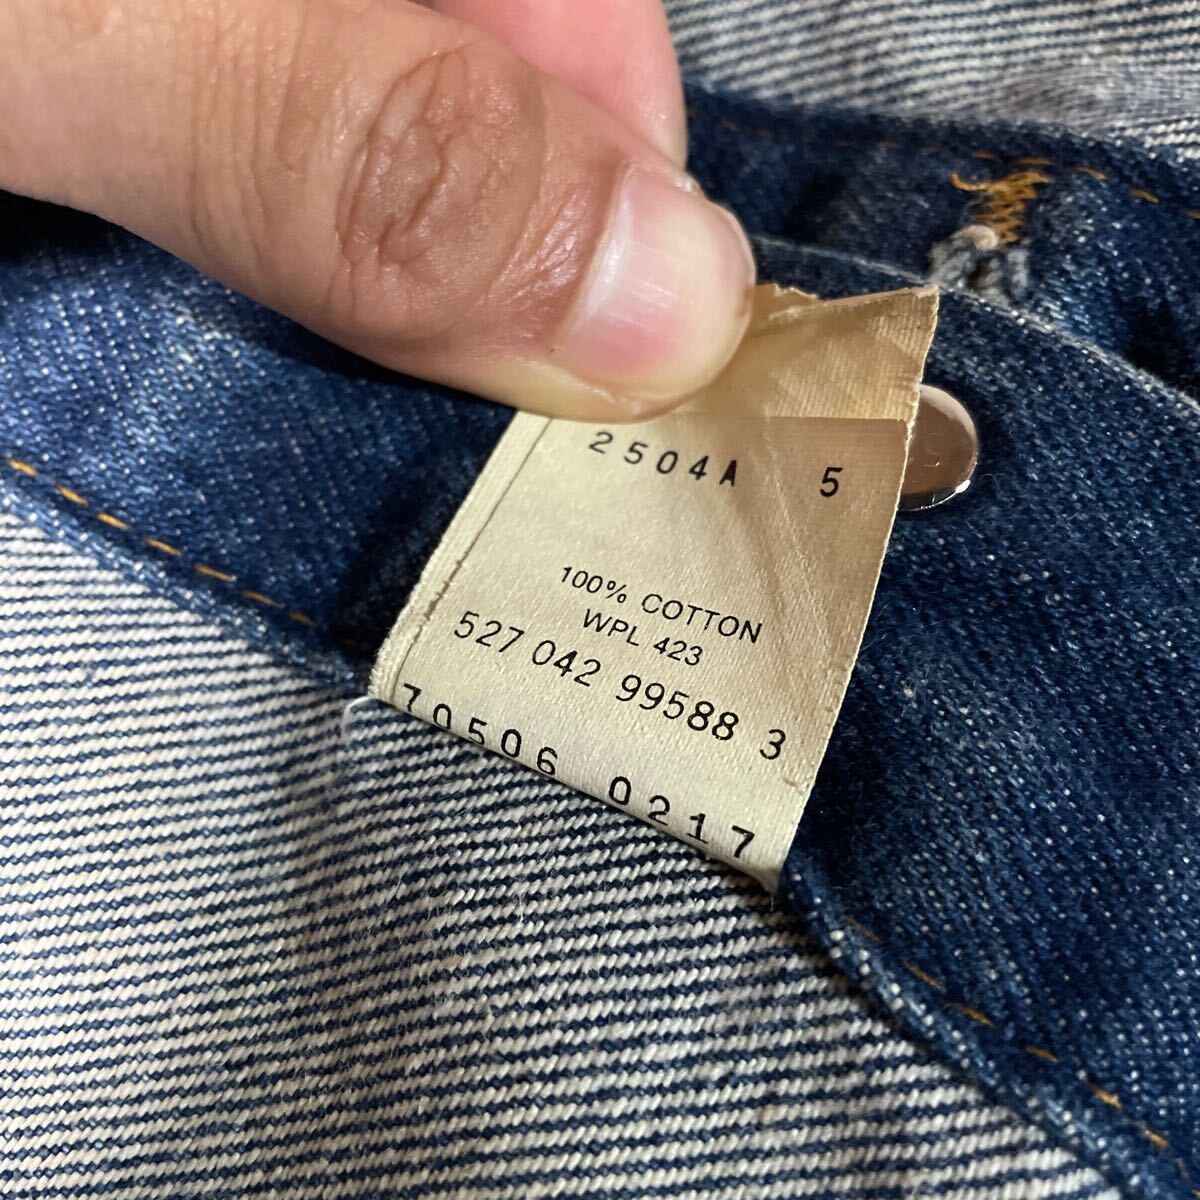 2504A 5
100% COTTON
WPL 423
527 042 99588 3
70506 0217